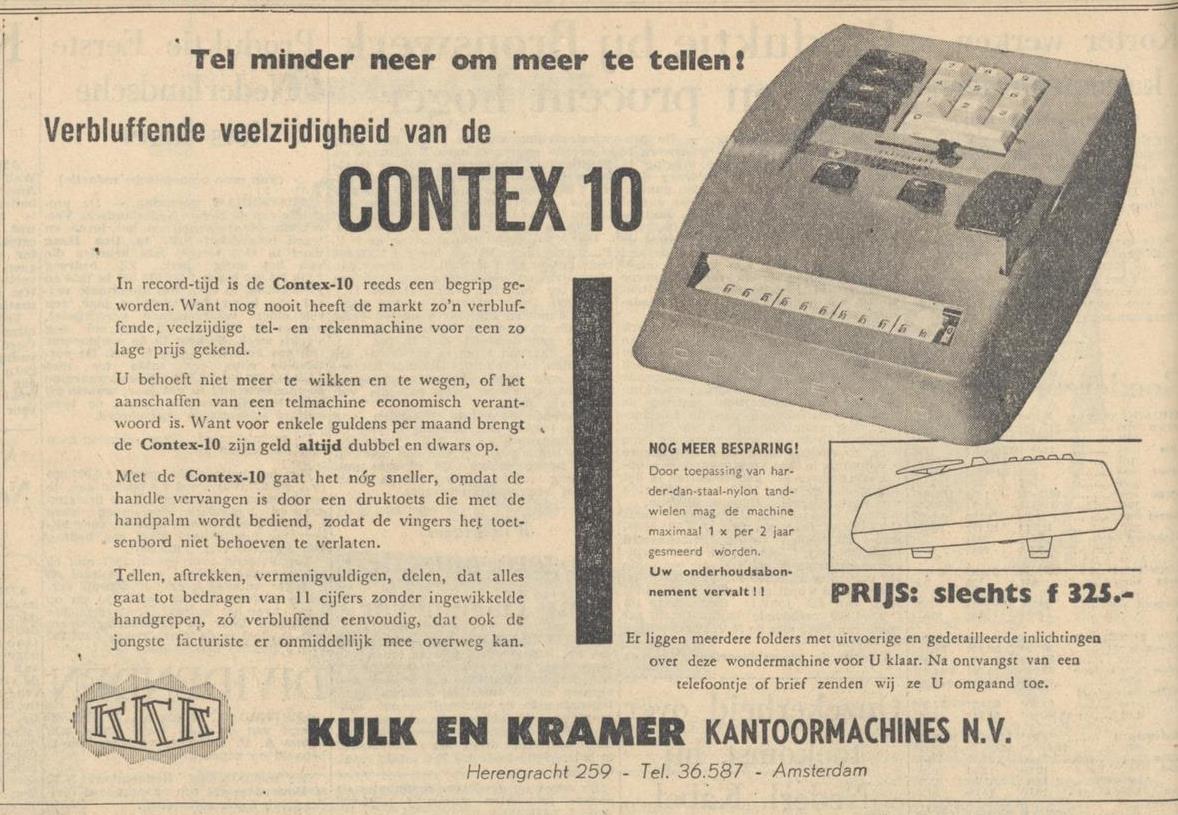 Tel minder neer om meer te tellen!
Verbluffende veelzijdigheid van de
CONTEX 10
In record-tijd is de Contex-10 reeds een begrip ge-
worden. Want nog nooit heeft de markt zo'n verbluf-
fende, veelzijdige tel- en rekenmachine voor een zo
lage prijs gekend.
U behoeft niet meer te wikken en te wegen, of het
aanschaffen van een telmachine economisch verant-
woord is. Want voor enkele guldens per maand brengt
de Contex-10 zijn geld altijd dubbel en dwars op.
Met de Contex-10 gaat het nóg sneller, omdat de
handle vervangen is door een druktoets die met de
handpalm wordt bediend, zodat de vingers het toet-
senbord niet behoeven te verlaten.
Tellen, aftrekken, vermenigvuldigen, delen, dat alles
gaat tot bedragen van 11 cijfers zonder ingewikkelde
handgrepen, zó verbluffend eenvoudig, dat ook de
jongste facturiste er onmiddelijk mee overweg kan.
CONTEX
NOG MEER BESPARING!
Door toepassing van har-
der-dan-staal-nylon tand-
wielen mag de machine
maximaal 1 x per 2 jaar
gesmeerd worden.
Uw onderhoudsabon-
nement vervalt!!
PRIJS: slechts f 325.-
Er liggen meerdere folders met uitvoerige en gedetailleerde inlichtingen
over deze wondermachine voor U klaar. Na ontvangst van een
telefoontje of brief zenden wij ze U omgaand toe.
KKK
KULK EN KRAMER KANTOORMACHINES N.V.
Herengracht 259 - Tel. 36.587 - Amsterdam